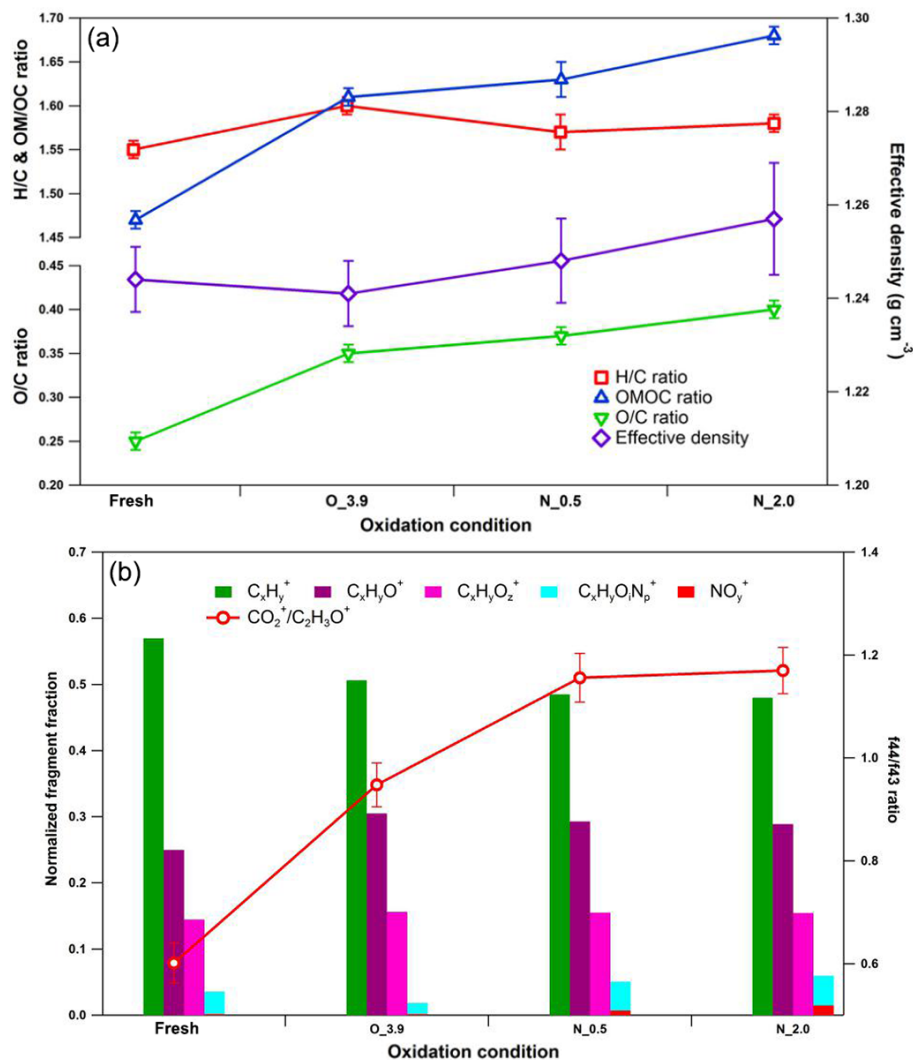 (a)
H/C & OM/OC ratio
O/C ratio
1.70
1.65
1.60
1.55
1.50
1.45
0.45
0.40
0.35
0.30
0.25
0.20
1.30
1.28
1.26
1.24
1.22
1.20
Effective density (g cm⁻³)
H/C ratio
OMOC ratio
O/C ratio
Effective density
Fresh
O_3.9
N_0.5
N_2.0
Oxidation condition
(b)
Normalized fragment fraction
0.7
0.6
0.5
0.4
0.3
0.2
0.1
0.0
CₓHᵧ⁺ CₓHᵧO⁺ CₓHᵧO_z⁺ CₓHᵧOᵢNₚ⁺ NOᵧ⁺
CO₂⁺/C₂H₃O⁺
1.4
1.2
1.0
0.8
0.6
f44/f43 ratio
Fresh
O_3.9
N_0.5
N_2.0
Oxidation condition